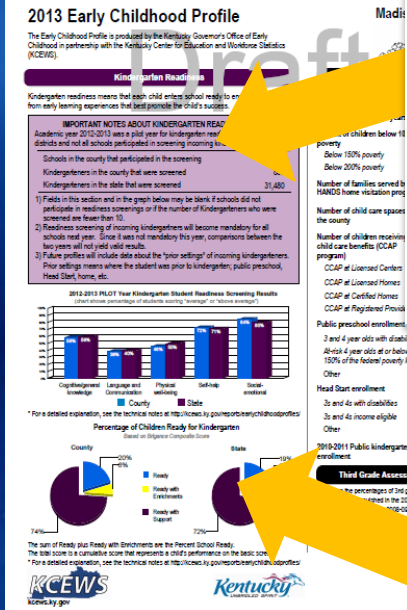 2013 Early Childhood Profile
Madis
The Early Childhood Profile is produced by the Kentucky Governor's Office of Early
Childhood in partnership with the Kentucky Center for Education and Workforce Statistics
(KCEWS).
Draft
Kindergarten Readiness
Kindergarten readiness means that each child enters school ready to en
from early learning experiences that best promote the child's success.
IMPORTANT NOTES ABOUT KINDERGARTEN READ
Academic year 2012-2013 was a pilot year for kindergarten read
districts and not all schools participated in screening incoming ki
Schools in the county that participated in the screening
Kindergarteners in the county that were screened
Kindergarteners in the state that were screened 31,480
1) Fields in this section and in the graph below may be blank if schools did not
participate in readiness screenings or if the number of Kindergarteners who were
screened are fewer than 10.
2) Readiness screening of incoming kindergartners will become mandatory for all
schools next year. Since it was not mandatory this year, comparisons between the
two years will not yield valid results.
3) Future profiles will include data about the "prior settings" of incoming kindergarteners.
Prior settings means where the student was prior to kindergarten; public preschool,
Head Start, home, etc.
2012-2013 PILOT Year Kindergarten Student Readiness Screening Results
(chart shows percentage of students scoring "average" or "above average")
72% 71%
Cognitive/general knowledge
Language and Communication
Physical well-being
Self-help
Social-emotional
County State
* For a detailed explanation, see the technical notes at http://kcews.ky.gov/reports/earlychildhoodprofiles/
Percentage of Children Ready for Kindergarten
Based on Brigance Composite Score
County
State
20%
6%
74%
Ready
Ready with Enrichments
Ready with Support
19%
72%
The sum of Ready plus Ready with Enrichments are the Percent School Ready.
The total score is a cumulative score that represents a child's performance on the basic scre
* For a detailed explanation, see the technical notes at http://kcews.ky.gov/reports/earlychildhoodprofiles/
KCEWS
kcews.ky.gov
Kentucky
UNBRIDLED SPIRIT
of children below 18
poverty
Below 150% poverty
Below 200% poverty
Number of families served by
HANDS home visitation prog
Number of child care spaces
the county
Number of children receiving
child care benefits (CCAP
program)
CCAP at Licensed Centers
CCAP at Licensed Homes
CCAP at Certified Homes
CCAP at Registered Provid
Public preschool enrollment
3 and 4 year olds with disabil
At-risk 4 year olds at or below
150% of the federal poverty l
Other
Head Start enrollment
3s and 4s with disabilities
3s and 4s income eligible
Other
2010-2011 Public kindergarte
enrollment
Third Grade Assess
percentages of 3rd g